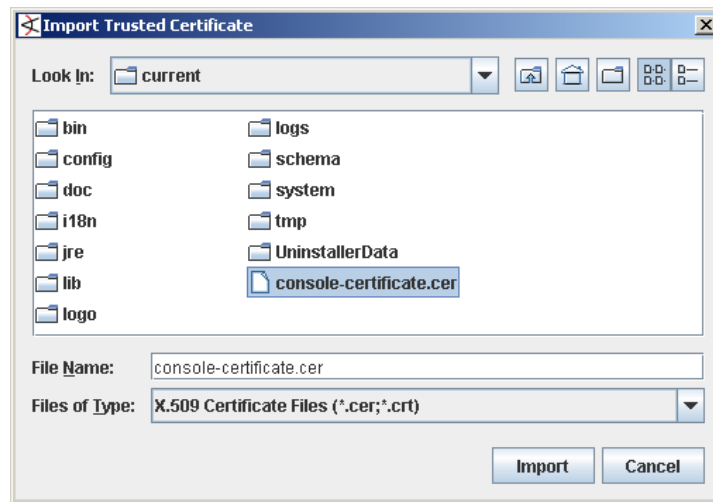 Import Trusted Certificate
Look In: current
bin
config
doc
i18n
jre
lib
logo
logs
schema
system
tmp
UninstallerData
console-certificate.cer
File Name: console-certificate.cer
Files of Type: X.509 Certificate Files (*.cer;*.crt)
Import Cancel